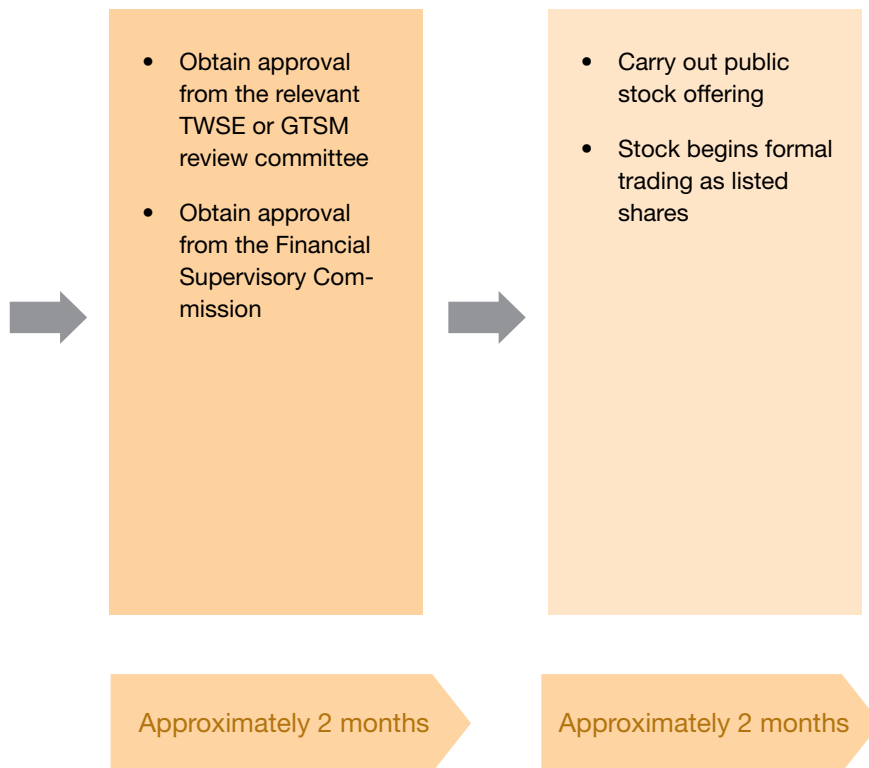 • Obtain approval
from the relevant
TWSE or GTSM
review committee
• Obtain approval
from the Financial
Supervisory Com-
mission
• Carry out public
stock offering
• Stock begins formal
trading as listed
shares
Approximately 2 months
Approximately 2 months